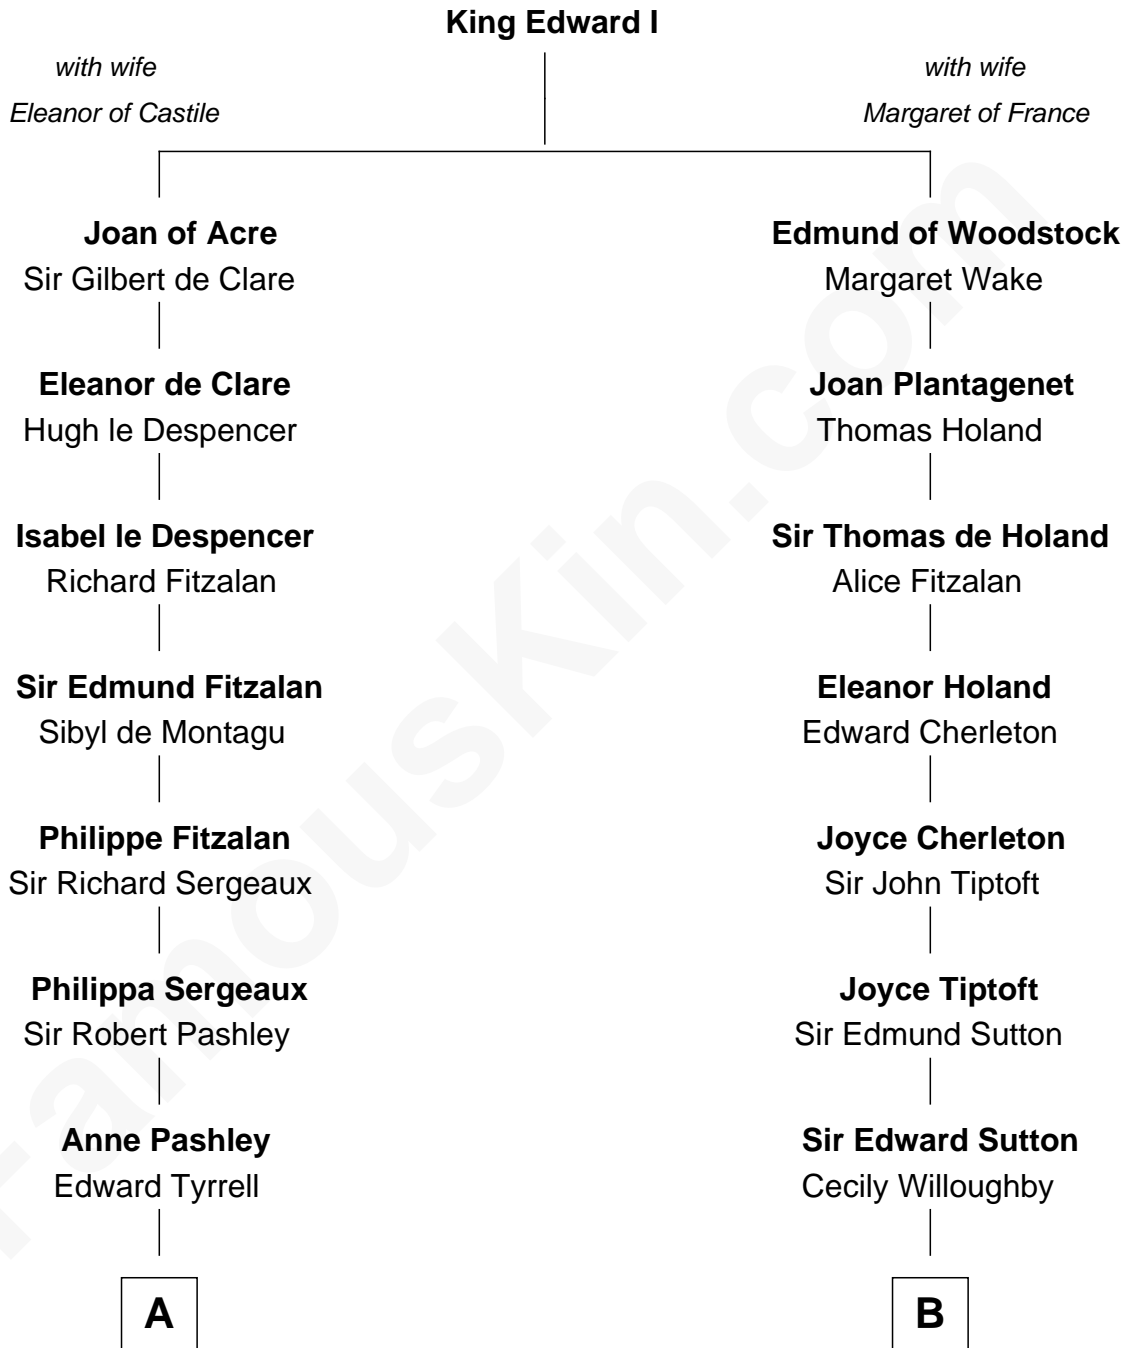 King Edward I
with wife
Eleanor of Castile
with wife
Margaret of France
Joan of Acre
Sir Gilbert de Clare
Eleanor de Clare
Hugh le Despencer
Isabel le Despencer
Richard Fitzalan
Sir Edmund Fitzalan
Sibyl de Montagu
Philippe Fitzalan
Sir Richard Sergeaux
Philippa Sergeaux
Sir Robert Pashley
Anne Pashley
Edward Tyrrell
A
Edmund of Woodstock
Margaret Wake
Joan Plantagenet
Thomas Holand
Sir Thomas de Holand
Alice Fitzalan
Eleanor Holand
Edward Cherleton
Joyce Cherleton
Sir John Tiptoft
Joyce Tiptoft
Sir Edmund Sutton
Sir Edward Sutton
Cecily Willoughby
B
FamousKin.com